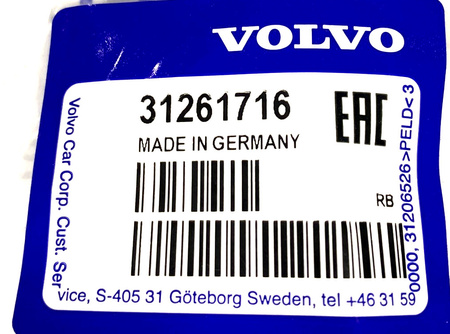 VOLVO
31261716
EAC
MADE IN GERMANY
RB
Volvo Car Corp. Cust. Ser
vice, S-405 31 Göteborg Sweden, tel +46 31 59
0000, 31206526>PELD<3